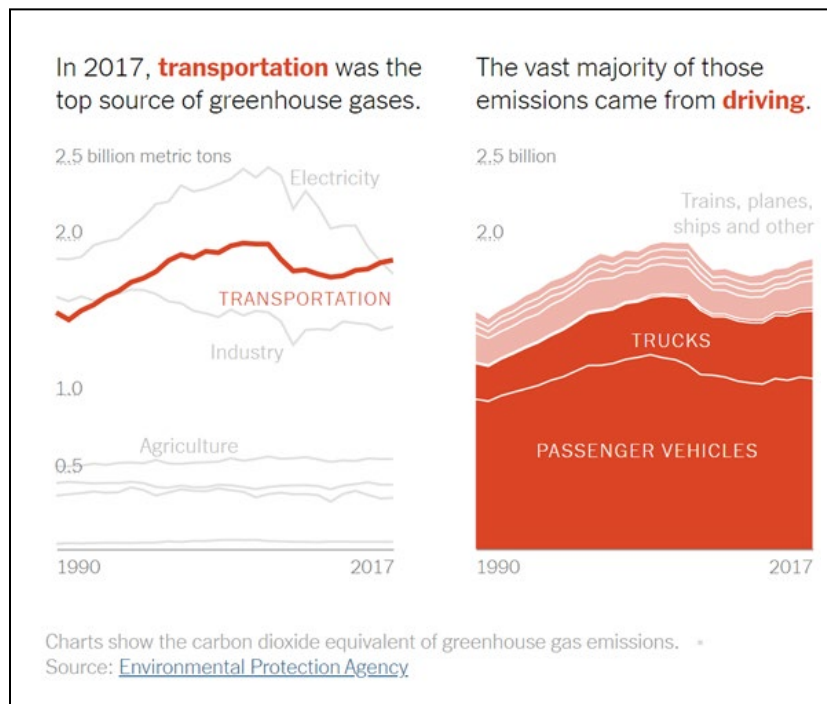 In 2017, transportation was the
top source of greenhouse gases.
2.5 billion metric tons
Electricity
2.0
TRANSPORTATION
Industry
1.0
Agriculture
0.5
1990
2017
The vast majority of those
emissions came from driving.
2.5 billion
Trains, planes,
ships and other
2.0
TRUCKS
PASSENGER VEHICLES
1990
2017
Charts show the carbon dioxide equivalent of greenhouse gas emissions.
Source: Environmental Protection Agency